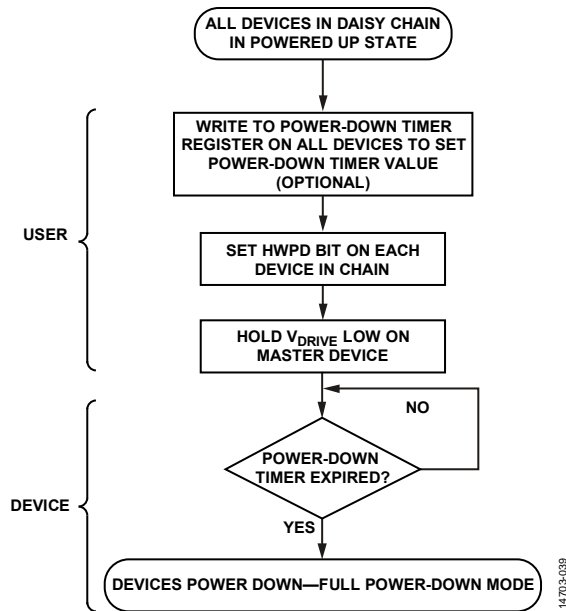 ALL DEVICES IN DAISY CHAIN
IN POWERED UP STATE
WRITE TO POWER-DOWN TIMER
REGISTER ON ALL DEVICES TO SET
POWER-DOWN TIMER VALUE
(OPTIONAL)
USER
SET HWPD BIT ON EACH
DEVICE IN CHAIN
HOLD VDRIVE LOW ON
MASTER DEVICE
NO
POWER-DOWN
TIMER EXPIRED?
DEVICE
YES
DEVICES POWER DOWN—FULL POWER-DOWN MODE
14703-039